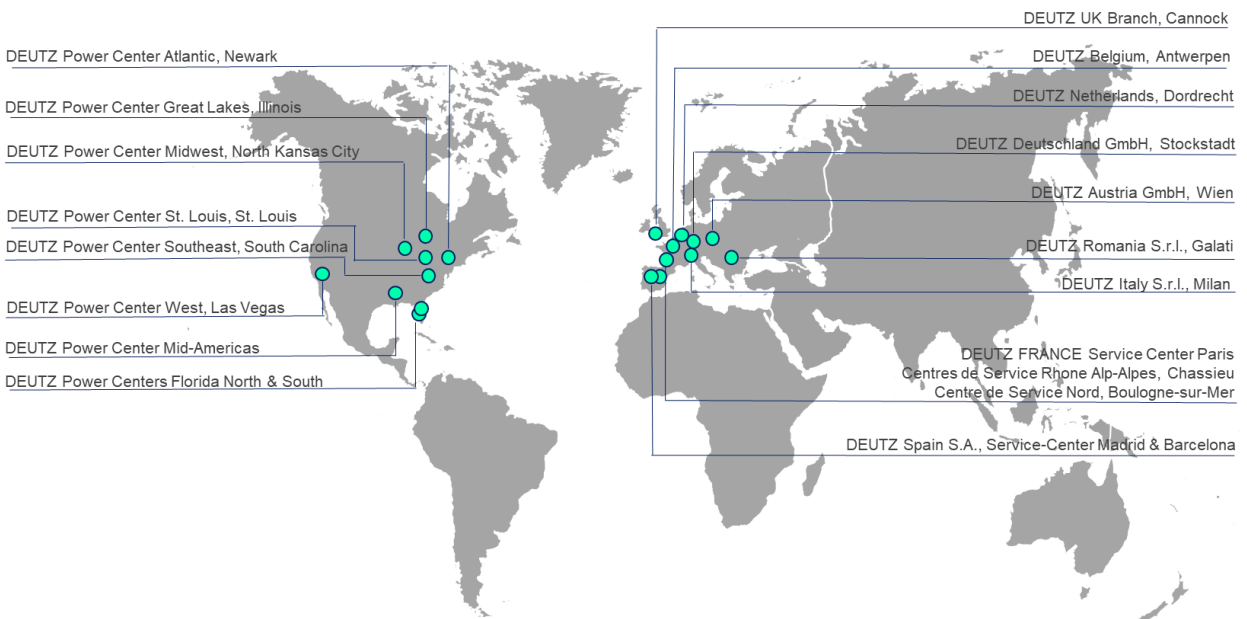 DEUTZ Power Center Atlantic, Newark
DEUTZ Power Center Great Lakes, Illinois
DEUTZ Power Center Midwest, North Kansas City
DEUTZ Power Center St. Louis, St. Louis
DEUTZ Power Center Southeast, South Carolina
DEUTZ Power Center West, Las Vegas
DEUTZ Power Center Mid-Americas
DEUTZ Power Centers Florida North & South
DEUTZ UK Branch, Cannock
DEUTZ Belgium, Antwerpen
DEUTZ Netherlands, Dordrecht
DEUTZ Deutschland GmbH, Stockstadt
DEUTZ Austria GmbH, Wien
DEUTZ Romania S.r.l., Galati
DEUTZ Italy S.r.l., Milan
DEUTZ FRANCE Service Center Paris
Centres de Service Rhone Alp-Alpes, Chassieu
Centre de Service Nord, Boulogne-sur-Mer
DEUTZ Spain S.A., Service-Center Madrid & Barcelona